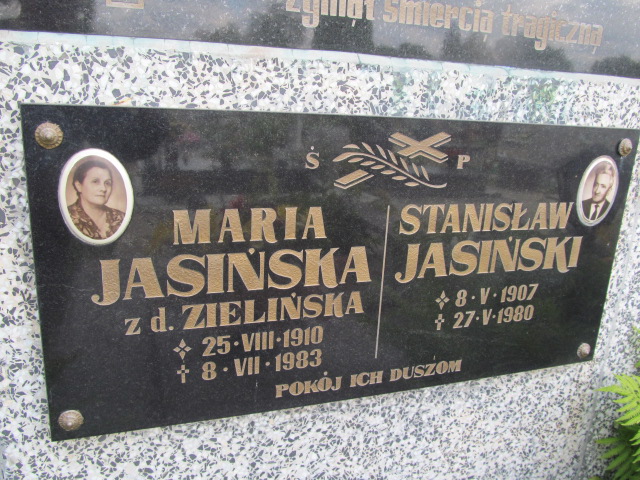 zginął śmiercią tragiczną
Ś P
MARIA
JASIŃSKA
z d. ZIELIŃSKA
25·VIII·1910
8·VII·1983
STANISŁAW
JASIŃSKI
8·V·1907
27·V·1980
POKÓJ ICH DUSZOM